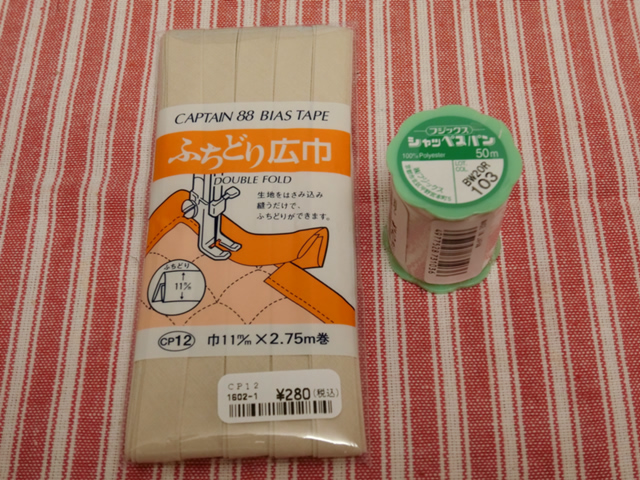 CAPTAIN 88 BIAS TAPE
ふちどり広巾
DOUBLE FOLD
生地をはさみ込み
縫うだけで、
ふちどりができます。
ふちどり
11m/m
CP12
巾11m/m×2.75m巻
CP12
1602-1
¥280(税込)
フジックス
シャッペスパン
100%Polyester
50m
BW20R
103